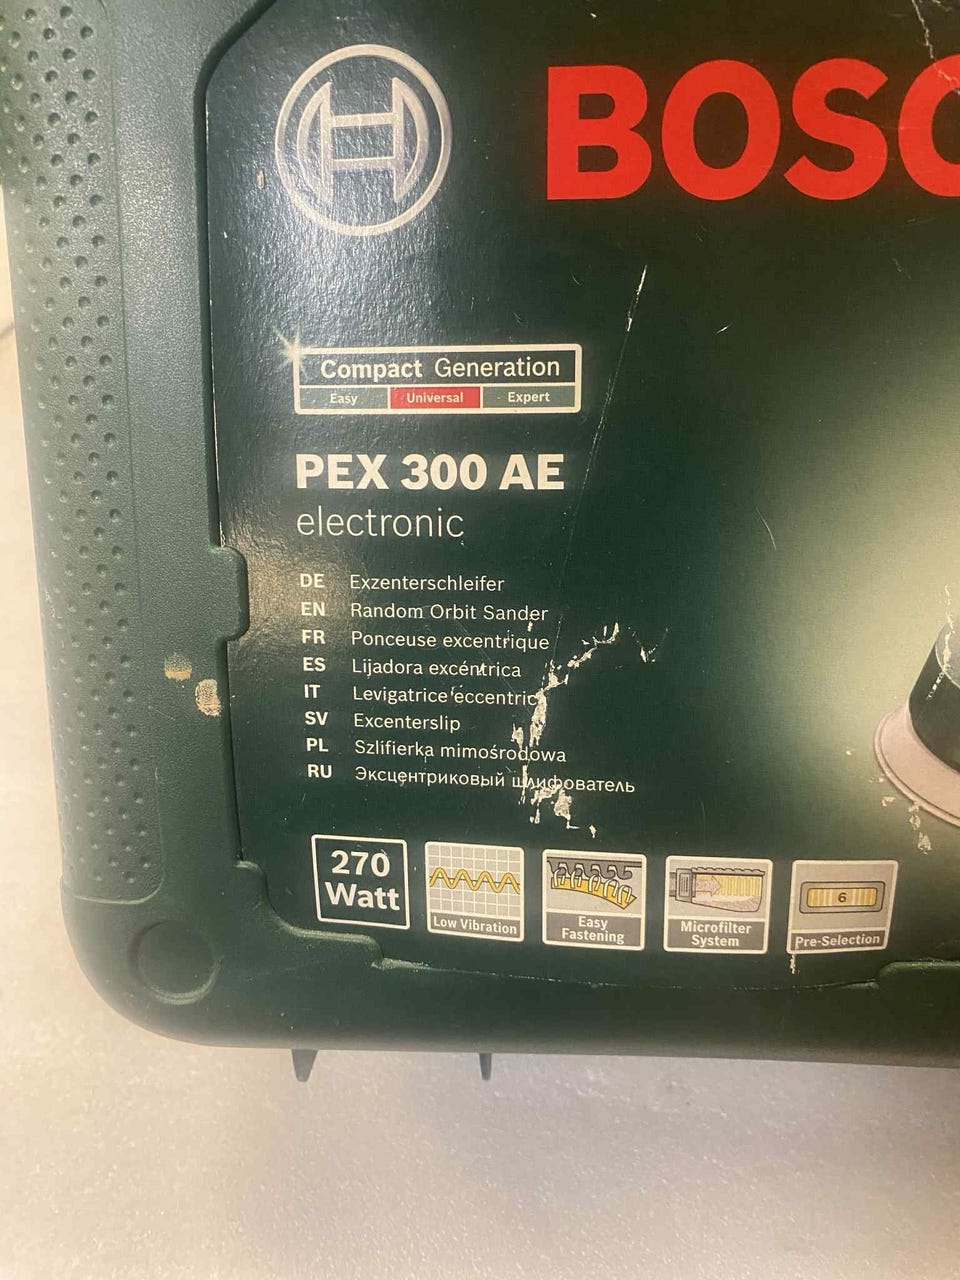 BOSC
Compact Generation
Easy Universal Expert
PEX 300 AE
electronic
DE Exzenterschleifer
EN Random Orbit Sander
FR Ponceuse excentrique
ES Lijadora excéntrica
IT Levigatrice eccentric
SV Excenterslip
PL Szlifierka mimośrodowa
RU Эксцентриковый шлифователь
270
Watt
Low Vibration
Easy
Fastening
Microfilter
System
6
Pre-Selection